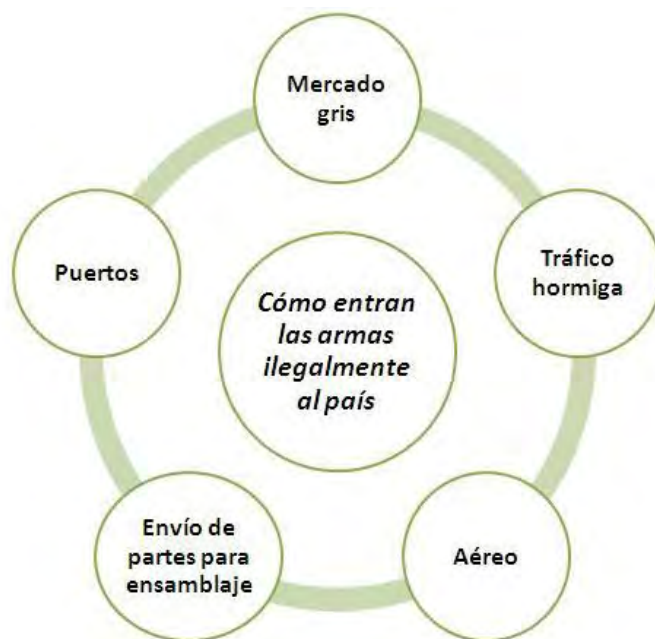 Mercado
gris
Tráfico
hormiga
Aéreo
Envío de
partes para
ensamblaje
Puertos
Cómo entran
las armas
ilegalmente
al país